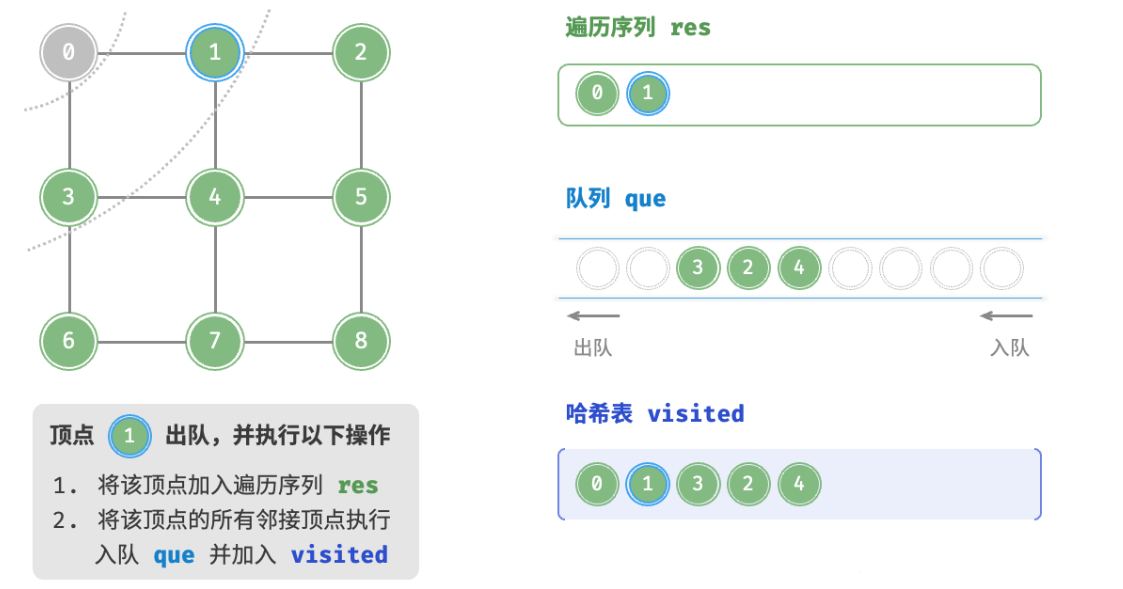 0 1 2
3 4 5
6 7 8
顶点 1 出队，并执行以下操作
1. 将该顶点加入遍历序列 res
2. 将该顶点的所有邻接顶点执行
入队 que 并加入 visited
遍历序列 res
0 1
队列 que
3 2 4
出队 入队
哈希表 visited
0 1 3 2 4